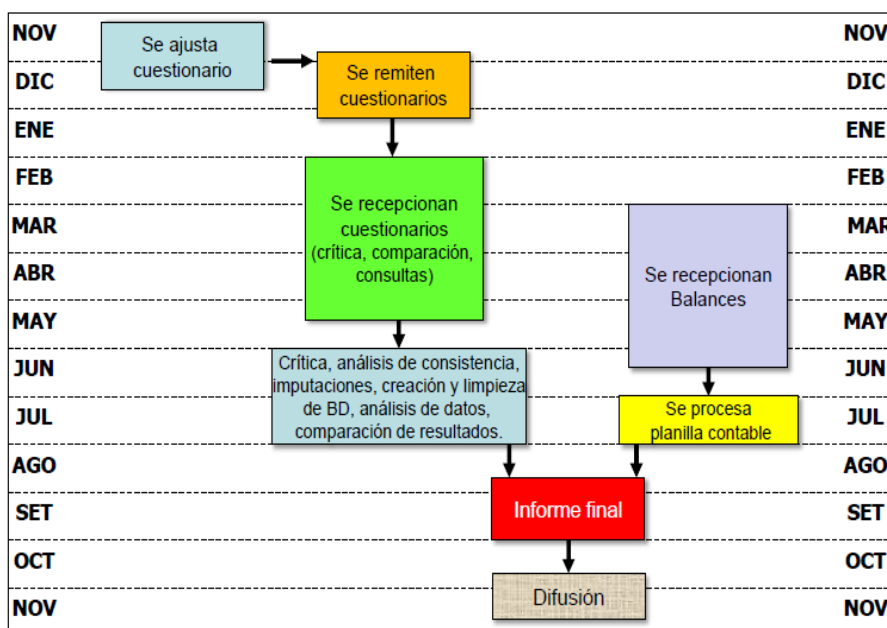 NOV
Se ajusta
cuestionario
NOV
DIC
Se remiten
cuestionarios
DIC
ENE
ENE
FEB
FEB
Se recepcionan
cuestionarios
(crítica, comparación,
consultas)
MAR
MAR
ABR
Se recepcionan
Balances
ABR
MAY
MAY
JUN
Crítica, análisis de consistencia,
imputaciones, creación y limpieza
de BD, análisis de datos,
comparación de resultados.
JUN
JUL
Se procesa
planilla contable
JUL
AGO
AGO
SET
Informe final
SET
OCT
OCT
NOV
Difusión
NOV